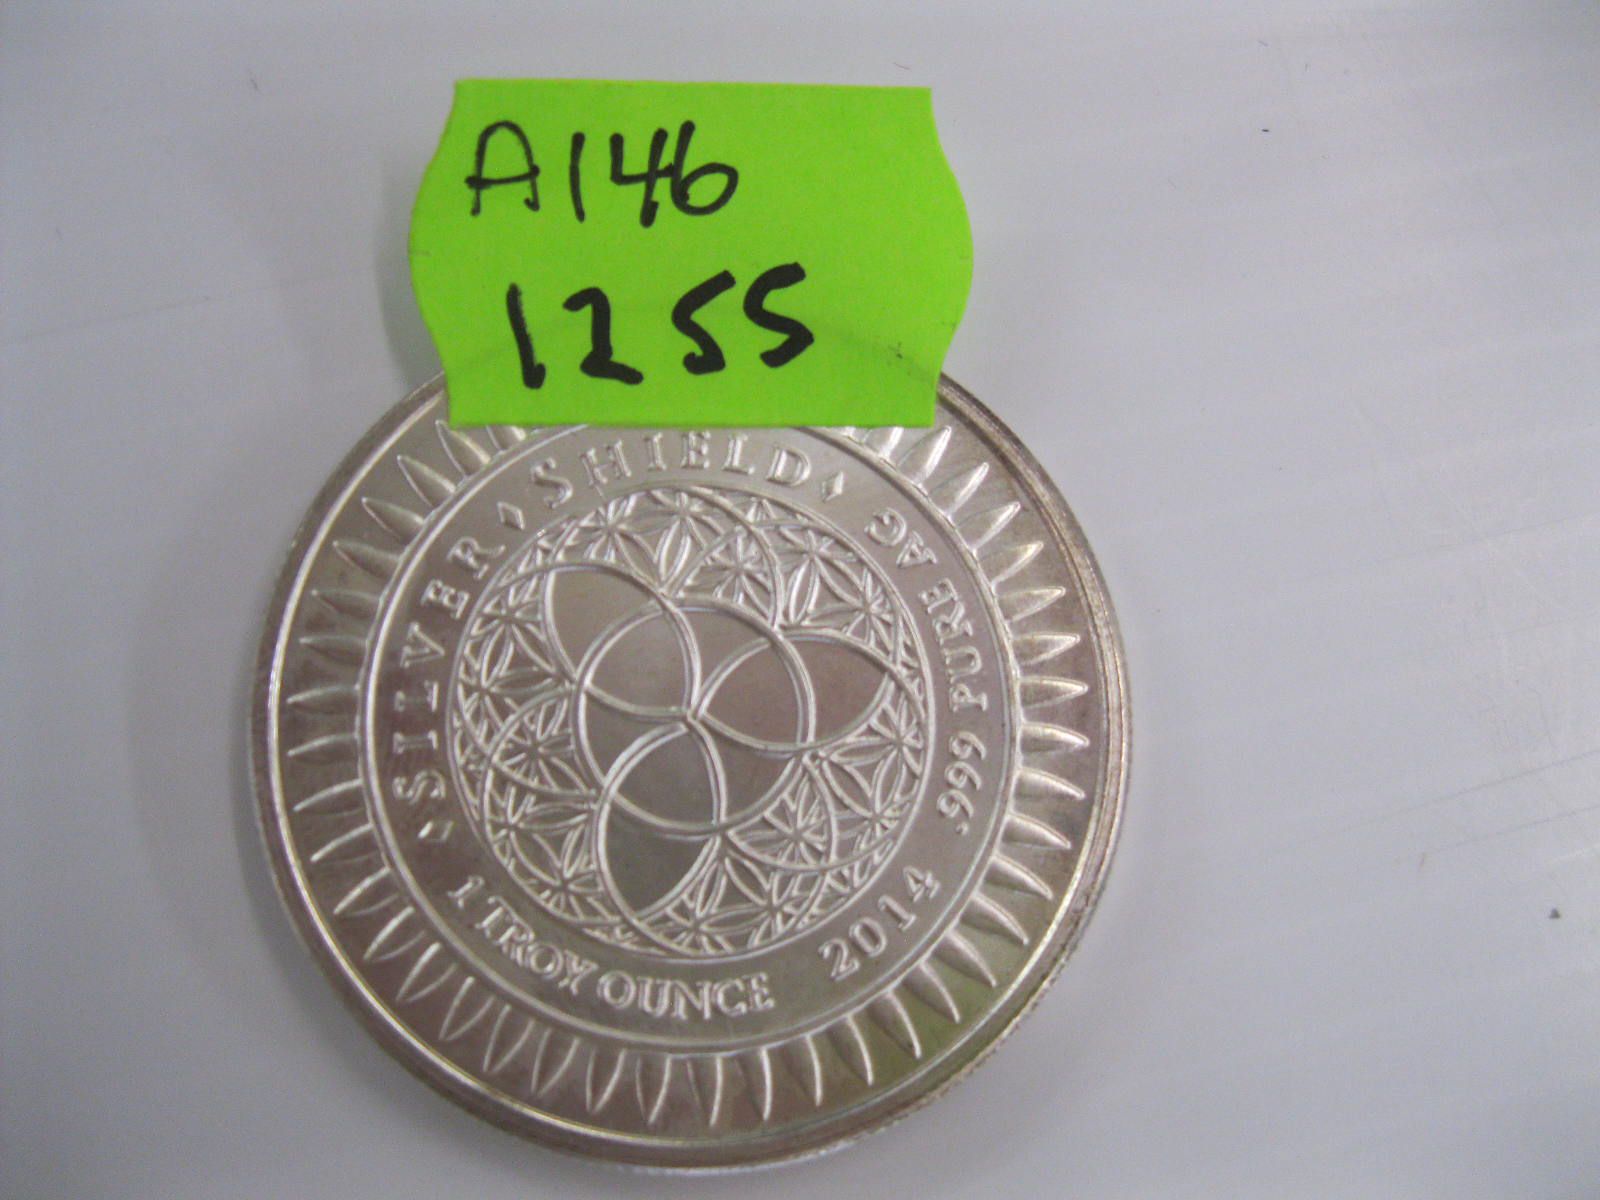 A146
1255
SILVER ♦ SHIELD ♦
AG .999 PURE
♦ 1 TROY OUNCE 2014